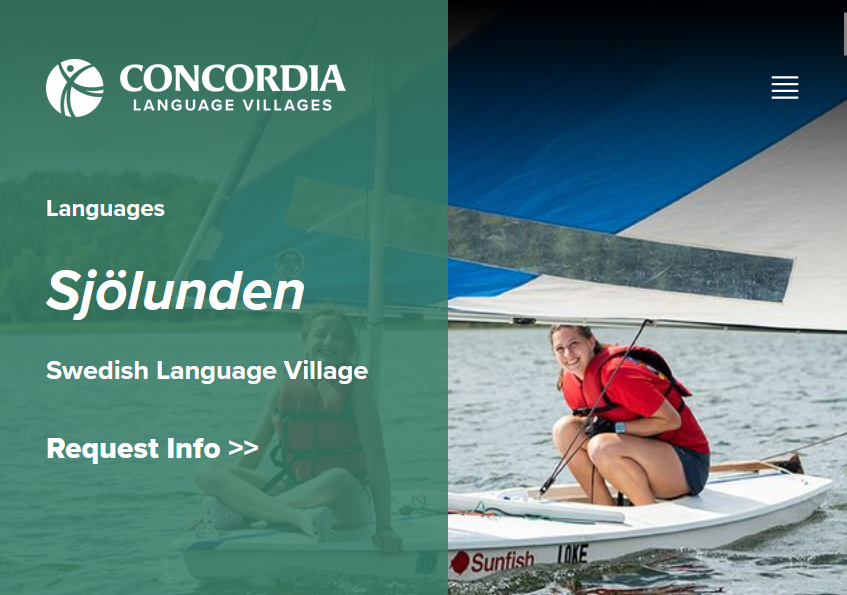 CONCORDIA
LANGUAGE VILLAGES
Languages
Sjölunden
Swedish Language Village
Request Info >>
Sunfish
LOKE